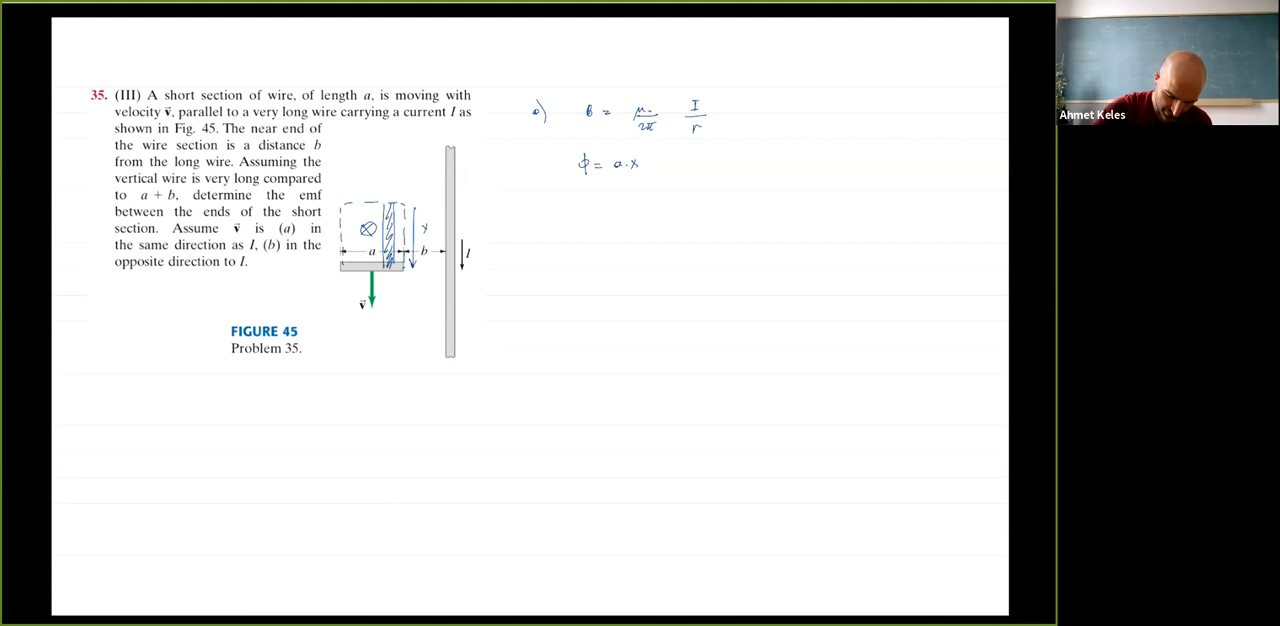 35. (III) A short section of wire, of length a, is moving with
velocity v⃗, parallel to a very long wire carrying a current I as
shown in Fig. 45. The near end of
the wire section is a distance b
from the long wire. Assuming the
vertical wire is very long compared
to a + b, determine the emf
between the ends of the short
section. Assume v⃗ is (a) in
the same direction as I, (b) in the
opposite direction to I.
a
b
I
v⃗
x
FIGURE 45
Problem 35.
a) B = μ₀/2π I/r
ϕ = a·x
Ahmet Keles